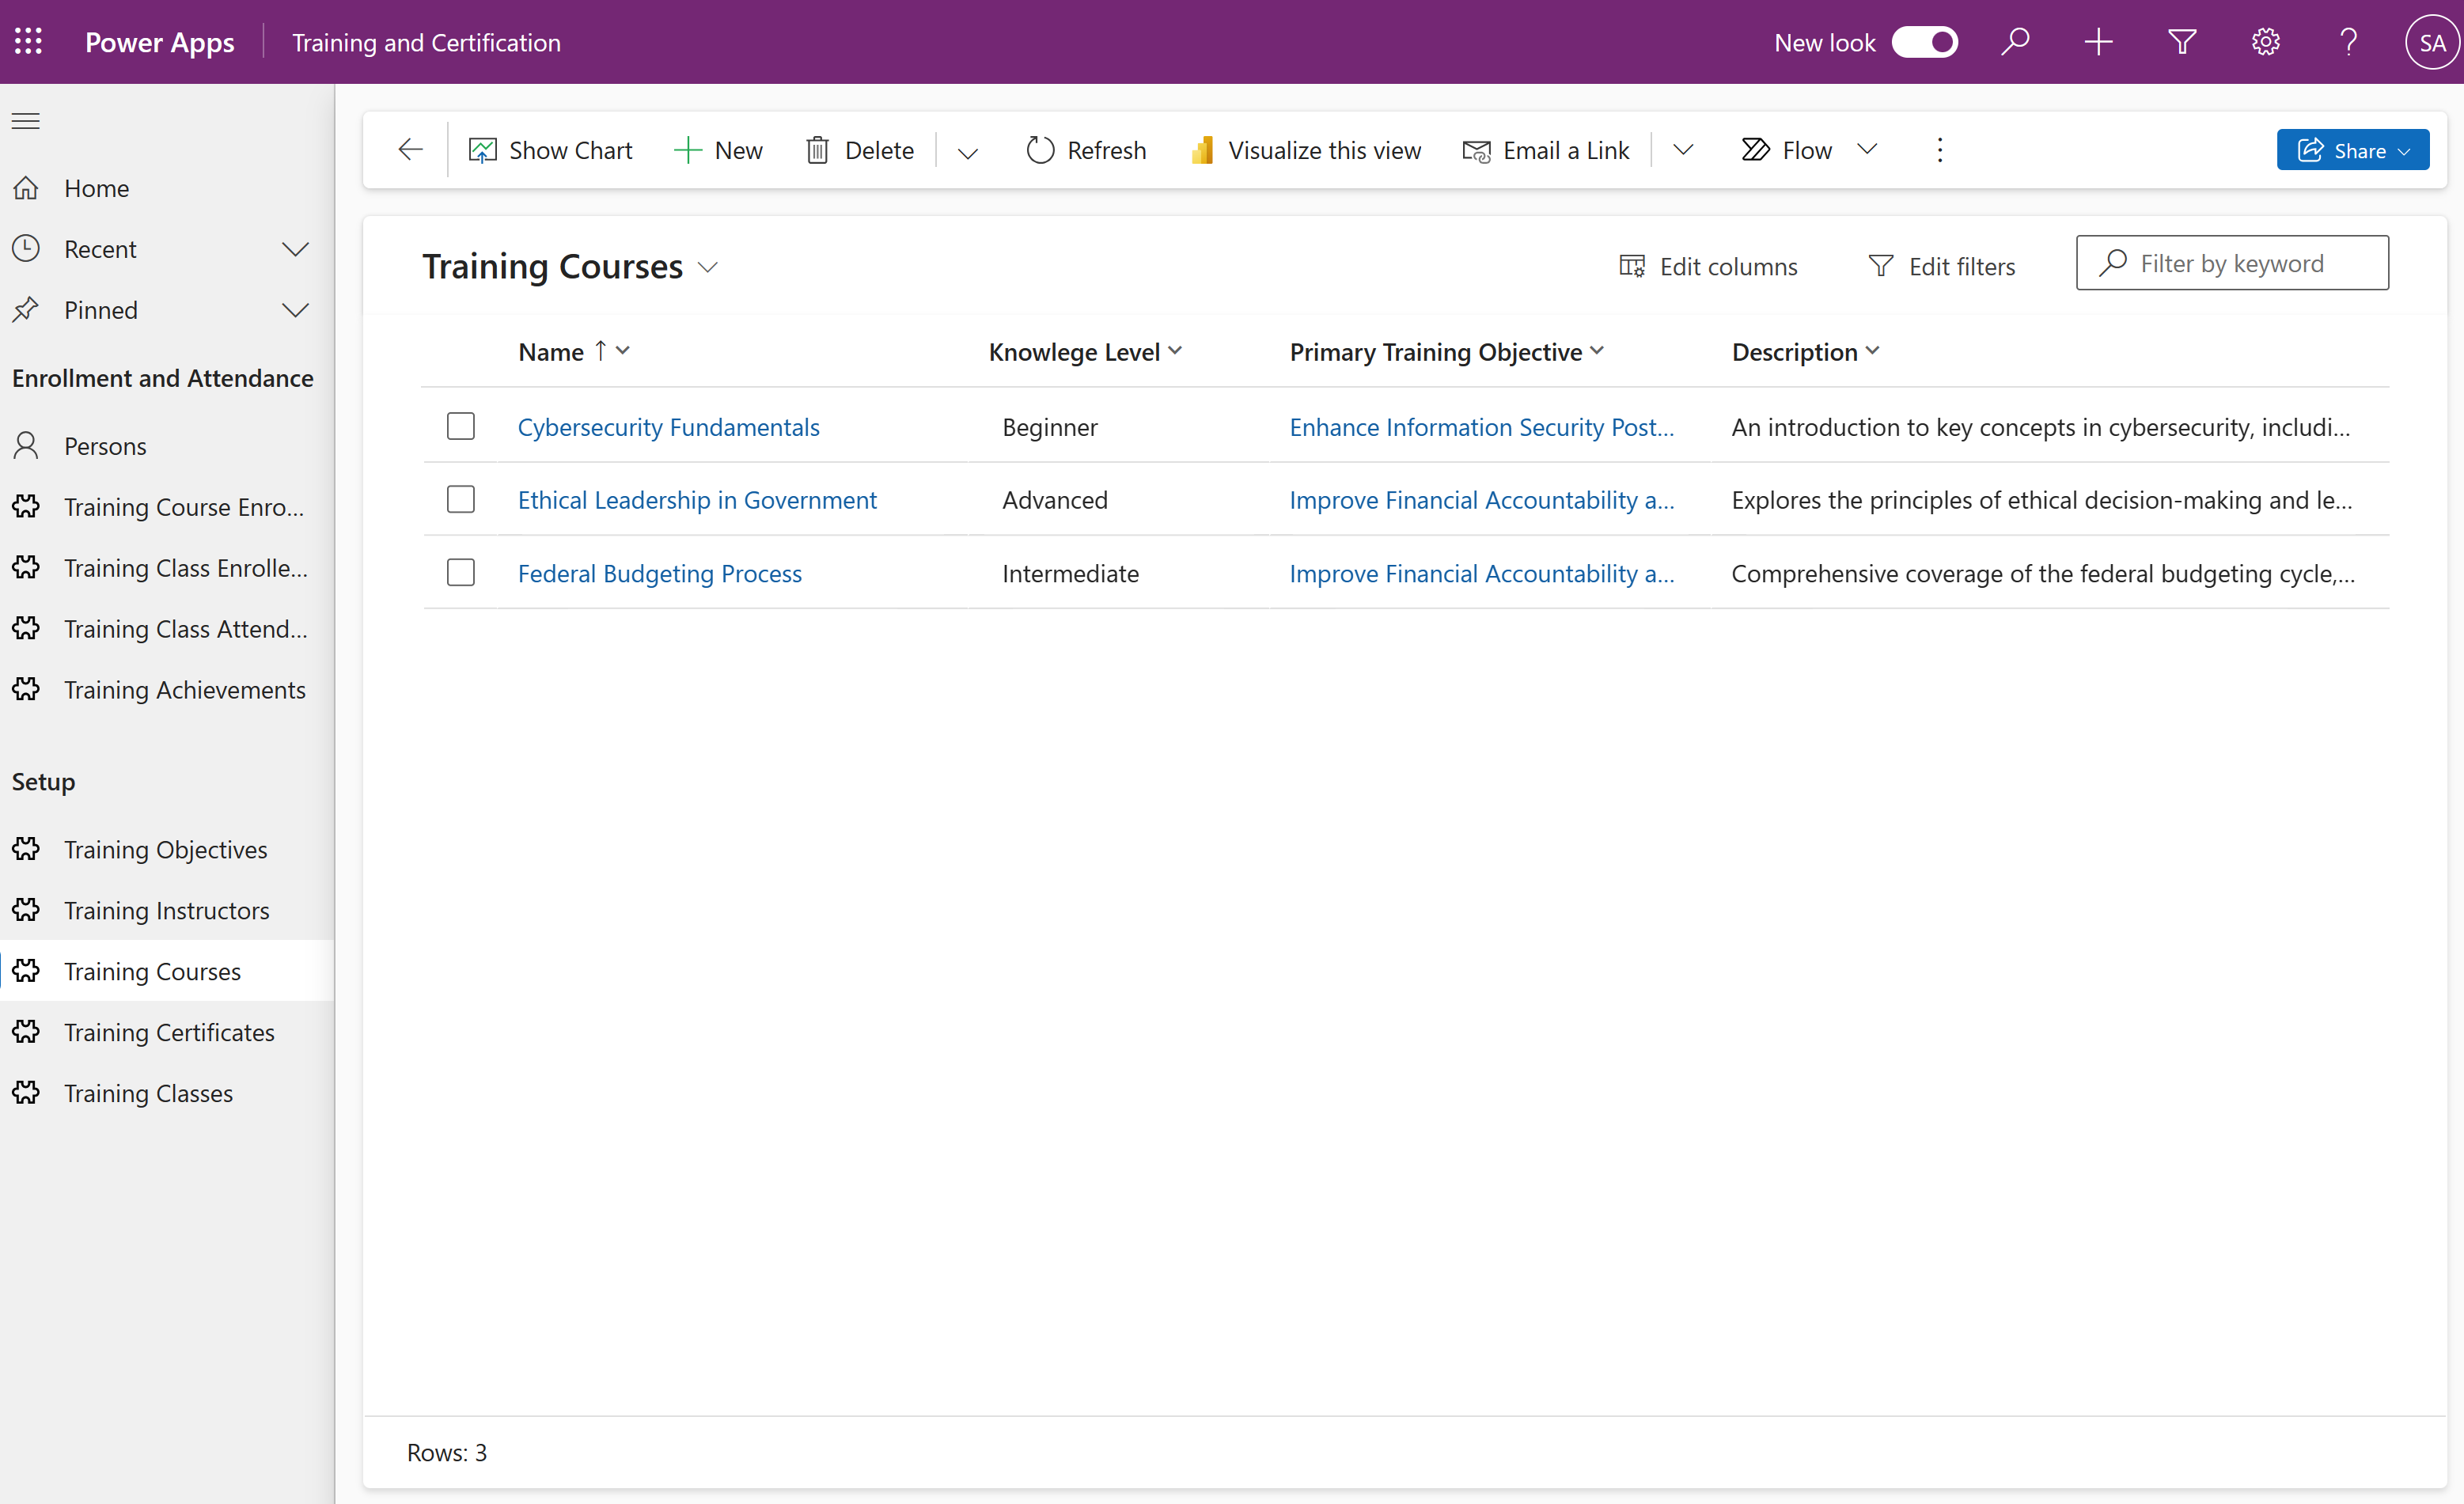 Power Apps
Training and Certification
New look
SA
Home
Recent
Pinned
Enrollment and Attendance
Persons
Training Course Enro...
Training Class Enrolle...
Training Class Attend...
Training Achievements
Setup
Training Objectives
Training Instructors
Training Courses
Training Certificates
Training Classes
Show Chart
New
Delete
Refresh
Visualize this view
Email a Link
Flow
Share
Training Courses
Edit columns
Edit filters
Filter by keyword
Name Knowlege Level Primary Training Objective Description
Cybersecurity Fundamentals Beginner Enhance Information Security Post... An introduction to key concepts in cybersecurity, includi...
Ethical Leadership in Government Advanced Improve Financial Accountability a... Explores the principles of ethical decision-making and le...
Federal Budgeting Process Intermediate Improve Financial Accountability a... Comprehensive coverage of the federal budgeting cycle,...
Rows: 3